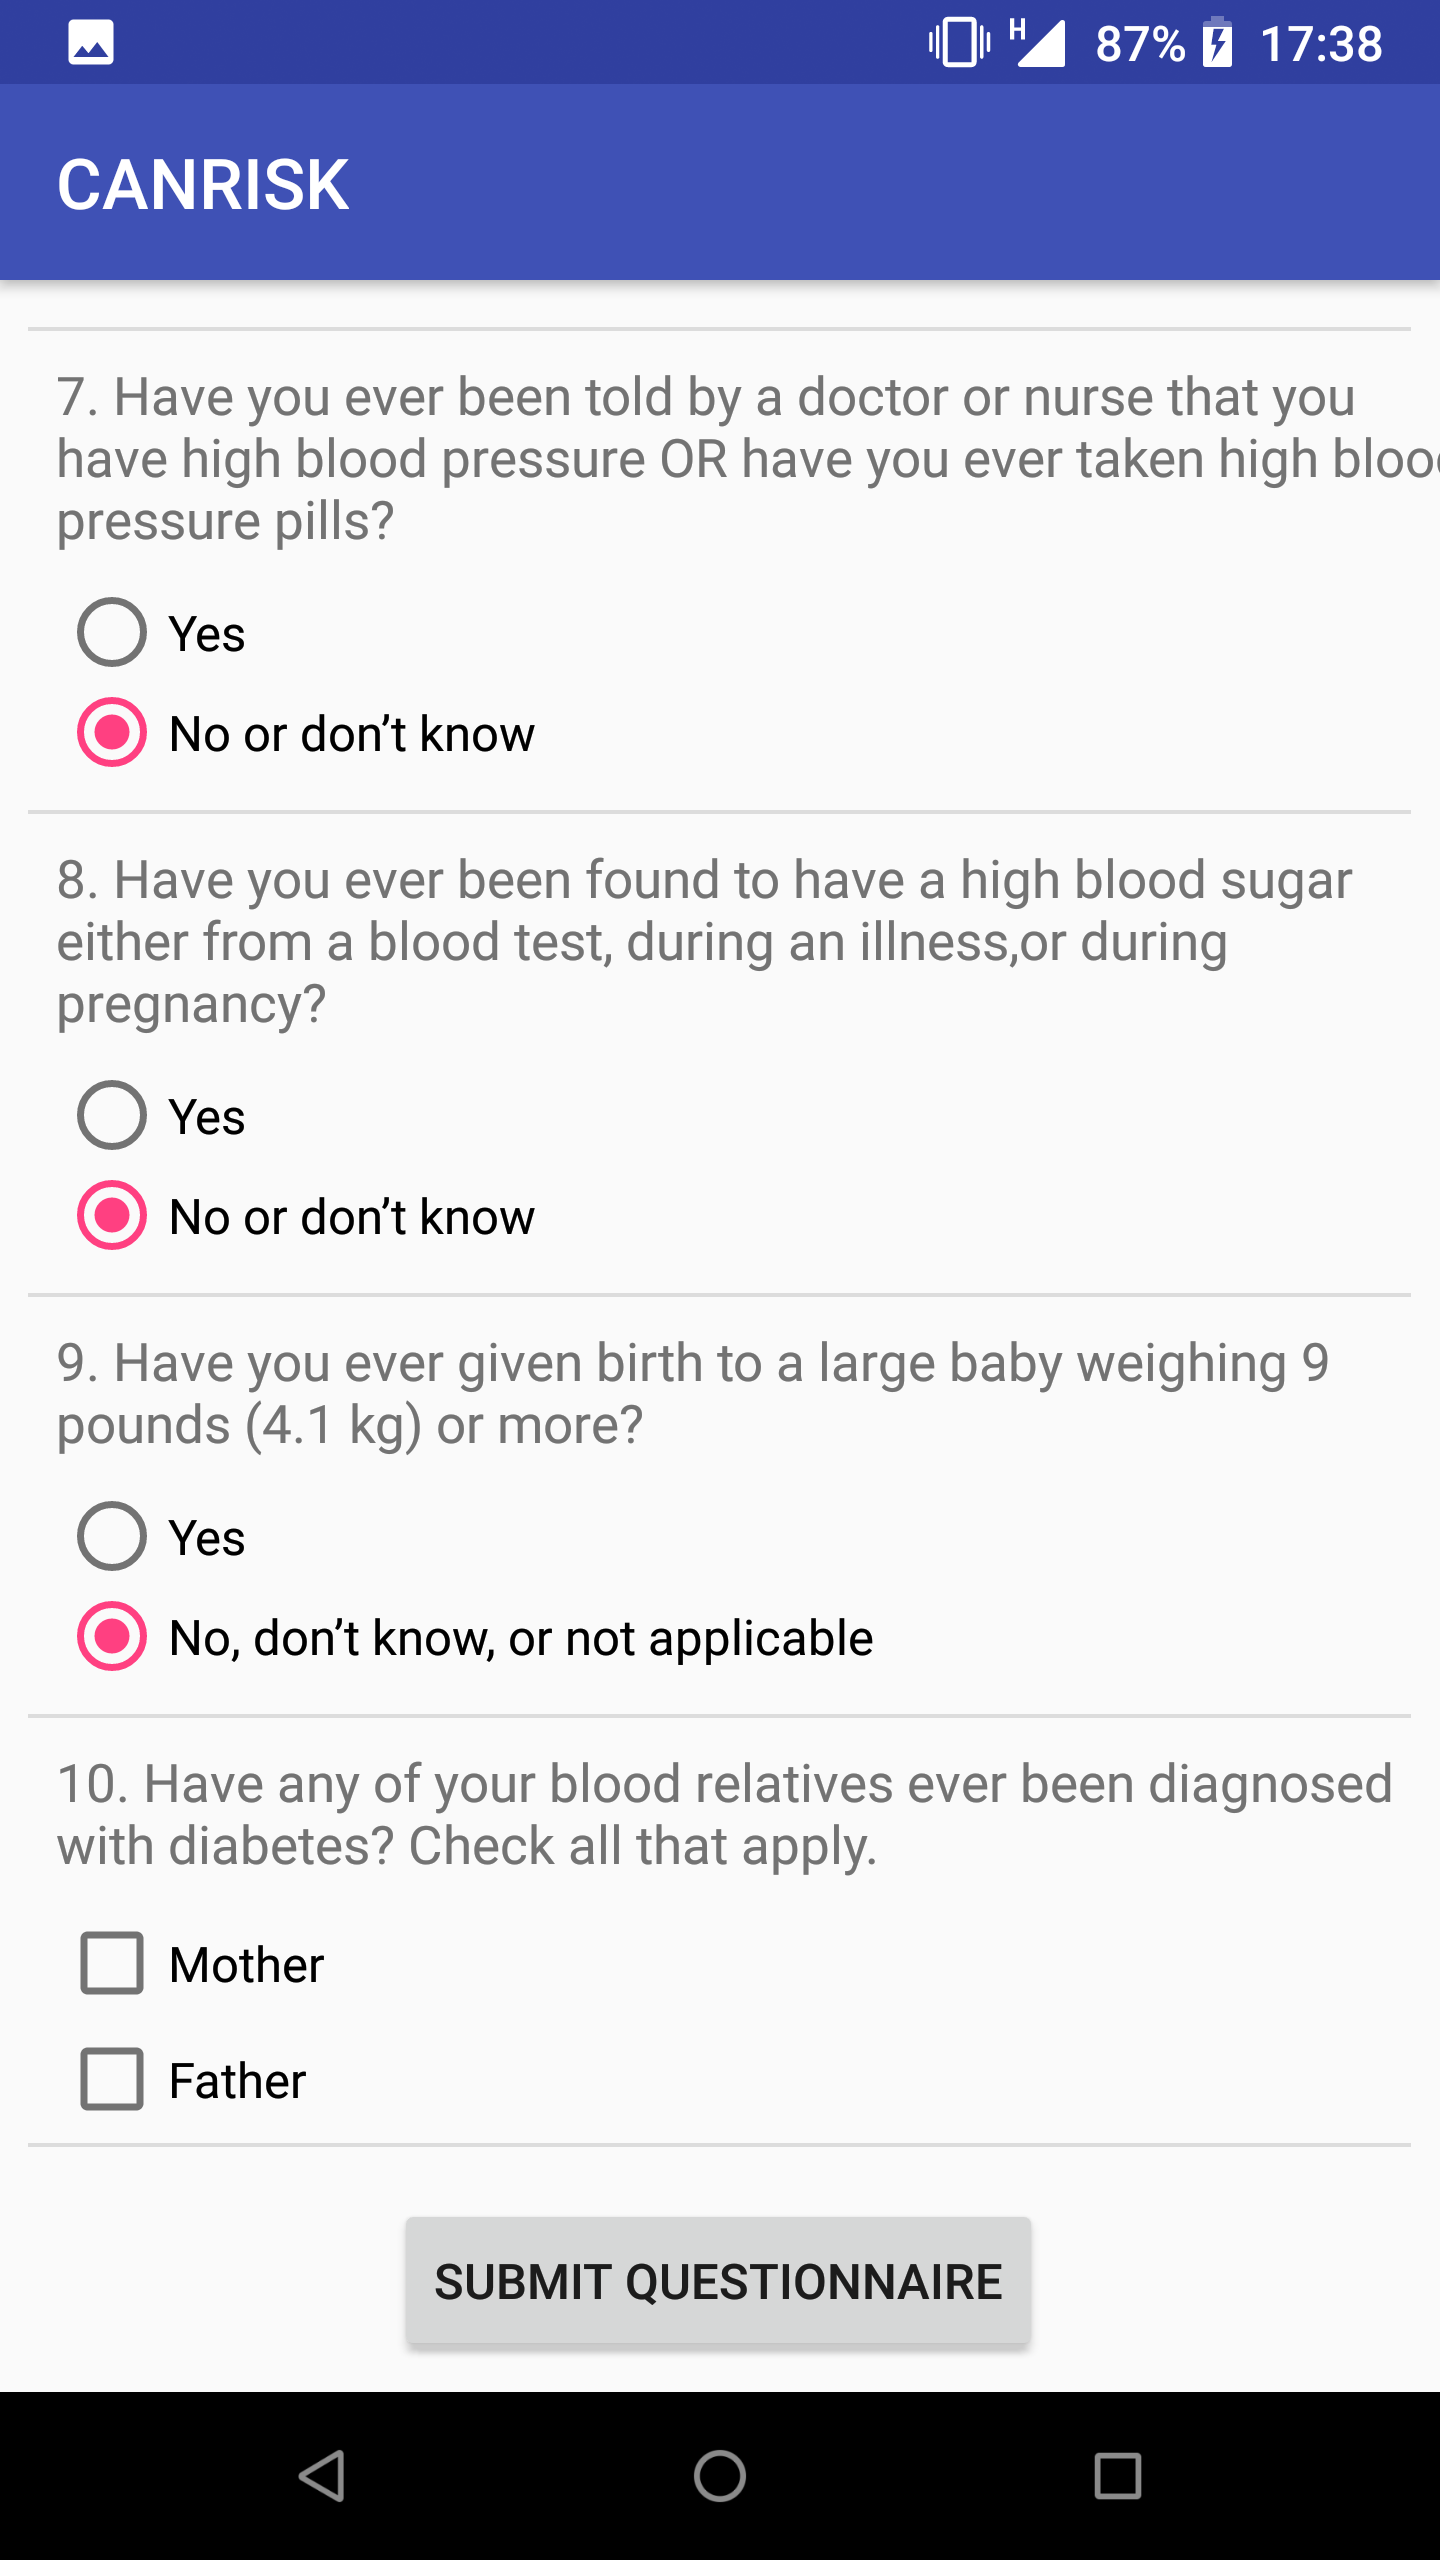 H 87% 17:38
CANRISK
7. Have you ever been told by a doctor or nurse that you
have high blood pressure OR have you ever taken high bloo
pressure pills?
Yes
No or don’t know
8. Have you ever been found to have a high blood sugar
either from a blood test, during an illness,or during
pregnancy?
Yes
No or don’t know
9. Have you ever given birth to a large baby weighing 9
pounds (4.1 kg) or more?
Yes
No, don’t know, or not applicable
10. Have any of your blood relatives ever been diagnosed
with diabetes? Check all that apply.
Mother
Father
SUBMIT QUESTIONNAIRE